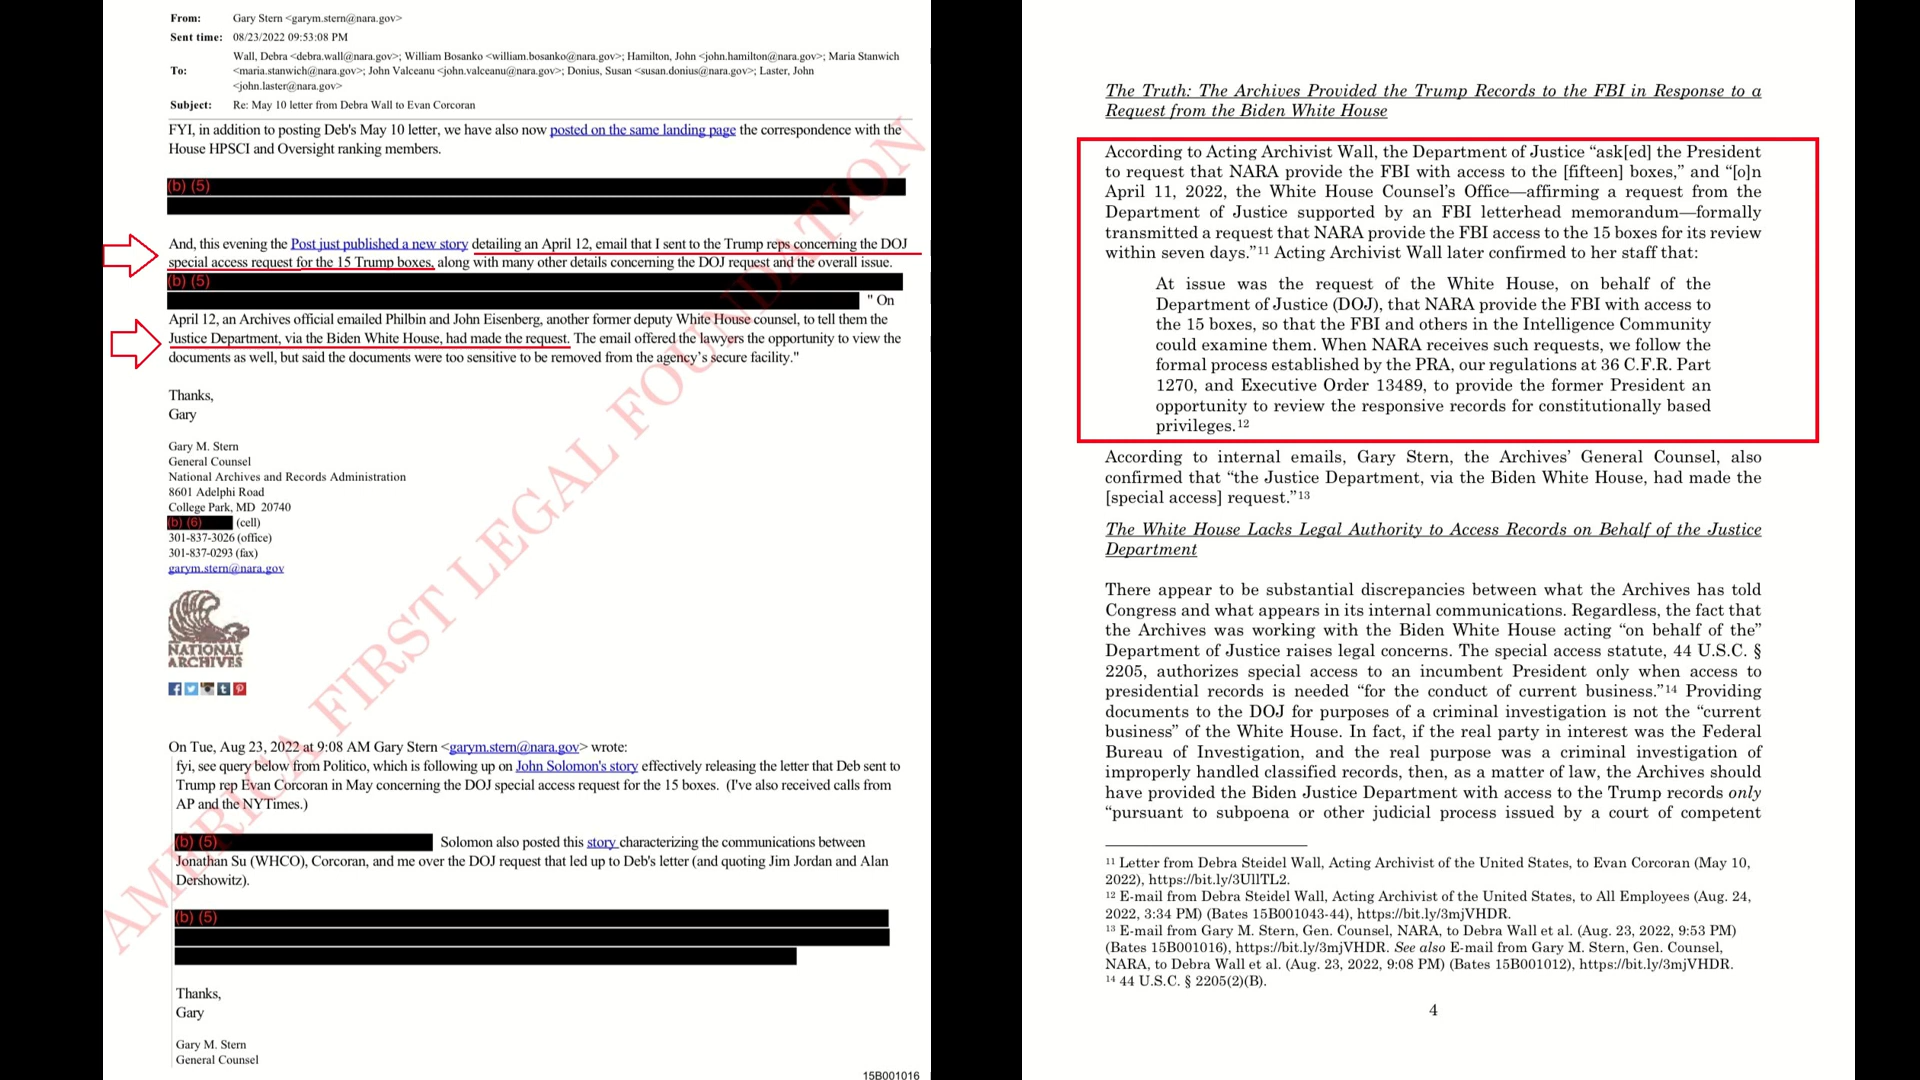 From: Gary Stern <garym.stern@nara.gov>
Sent time: 08/23/2022 09:53:08 PM
To: Wall, Debra <debra.wall@nara.gov>; William Bosanko <william.bosanko@nara.gov>; Hamilton, John <john.hamilton@nara.gov>; Maria Stanwich
<maria.stanwich@nara.gov>; John Valceanu <john.valceanu@nara.gov>; Donius, Susan <susan.donius@nara.gov>; Laster, John
<john.laster@nara.gov>
Subject: Re: May 10 letter from Debra Wall to Evan Corcoran
FYI, in addition to posting Deb's May 10 letter, we have also now posted on the same landing page the correspondence with the
House HPSCI and Oversight ranking members.
(b) (5)
And, this evening the Post just published a new story detailing an April 12, email that I sent to the Trump reps concerning the DOJ
special access request for the 15 Trump boxes, along with many other details concerning the DOJ request and the overall issue.
(b) (5)
" On
April 12, an Archives official emailed Philbin and John Eisenberg, another former deputy White House counsel, to tell them the
Justice Department, via the Biden White House, had made the request. The email offered the lawyers the opportunity to view the
documents as well, but said the documents were too sensitive to be removed from the agency's secure facility."
Thanks,
Gary
Gary M. Stern
General Counsel
National Archives and Records Administration
8601 Adelphi Road
College Park, MD 20740
(b) (6) (cell)
301-837-3026 (office)
301-837-0293 (fax)
garym.stern@nara.gov
NATIONAL
ARCHIVES
On Tue, Aug 23, 2022 at 9:08 AM Gary Stern <garym.stern@nara.gov> wrote:
fyi, see query below from Politico, which is following up on John Solomon's story effectively releasing the letter that Deb sent to
Trump rep Evan Corcoran in May concerning the DOJ special access request for the 15 boxes. (I've also received calls from
AP and the NYTimes.)
(b) (5) Solomon also posted this story characterizing the communications between
Jonathan Su (WHCO), Corcoran, and me over the DOJ request that led up to Deb's letter (and quoting Jim Jordan and Alan
Dershowitz).
(b) (5)
Thanks,
Gary
Gary M. Stern
General Counsel
15B001016
AMERICA FIRST LEGAL FOUNDATION
The Truth: The Archives Provided the Trump Records to the FBI in Response to a
Request from the Biden White House
According to Acting Archivist Wall, the Department of Justice “ask[ed] the President
to request that NARA provide the FBI with access to the [fifteen] boxes,” and “[o]n
April 11, 2022, the White House Counsel’s Office—affirming a request from the
Department of Justice supported by an FBI letterhead memorandum—formally
transmitted a request that NARA provide the FBI access to the 15 boxes for its review
within seven days.”11 Acting Archivist Wall later confirmed to her staff that:
At issue was the request of the White House, on behalf of the
Department of Justice (DOJ), that NARA provide the FBI with access to
the 15 boxes, so that the FBI and others in the Intelligence Community
could examine them. When NARA receives such requests, we follow the
formal process established by the PRA, our regulations at 36 C.F.R. Part
1270, and Executive Order 13489, to provide the former President an
opportunity to review the responsive records for constitutionally based
privileges.12
According to internal emails, Gary Stern, the Archives’ General Counsel, also
confirmed that “the Justice Department, via the Biden White House, had made the
[special access] request.”13
The White House Lacks Legal Authority to Access Records on Behalf of the Justice
Department
There appear to be substantial discrepancies between what the Archives has told
Congress and what appears in its internal communications. Regardless, the fact that
the Archives was working with the Biden White House acting “on behalf of the”
Department of Justice raises legal concerns. The special access statute, 44 U.S.C. §
2205, authorizes special access to an incumbent President only when access to
presidential records is needed “for the conduct of current business.”14 Providing
documents to the DOJ for purposes of a criminal investigation is not the “current
business” of the White House. In fact, if the real party in interest was the Federal
Bureau of Investigation, and the real purpose was a criminal investigation of
improperly handled classified records, then, as a matter of law, the Archives should
have provided the Biden Justice Department with access to the Trump records only
“pursuant to subpoena or other judicial process issued by a court of competent
11 Letter from Debra Steidel Wall, Acting Archivist of the United States, to Evan Corcoran (May 10,
2022), https://bit.ly/3UllTL2.
12 E-mail from Debra Steidel Wall, Acting Archivist of the United States, to All Employees (Aug. 24,
2022, 3:34 PM) (Bates 15B001043-44), https://bit.ly/3mjVHDR.
13 E-mail from Gary M. Stern, Gen. Counsel, NARA, to Debra Wall et al. (Aug. 23, 2022, 9:53 PM)
(Bates 15B001016), https://bit.ly/3mjVHDR. See also E-mail from Gary M. Stern, Gen. Counsel,
NARA, to Debra Wall et al. (Aug. 23, 2022, 9:08 PM) (Bates 15B001012), https://bit.ly/3mjVHDR.
14 44 U.S.C. § 2205(2)(B).
4